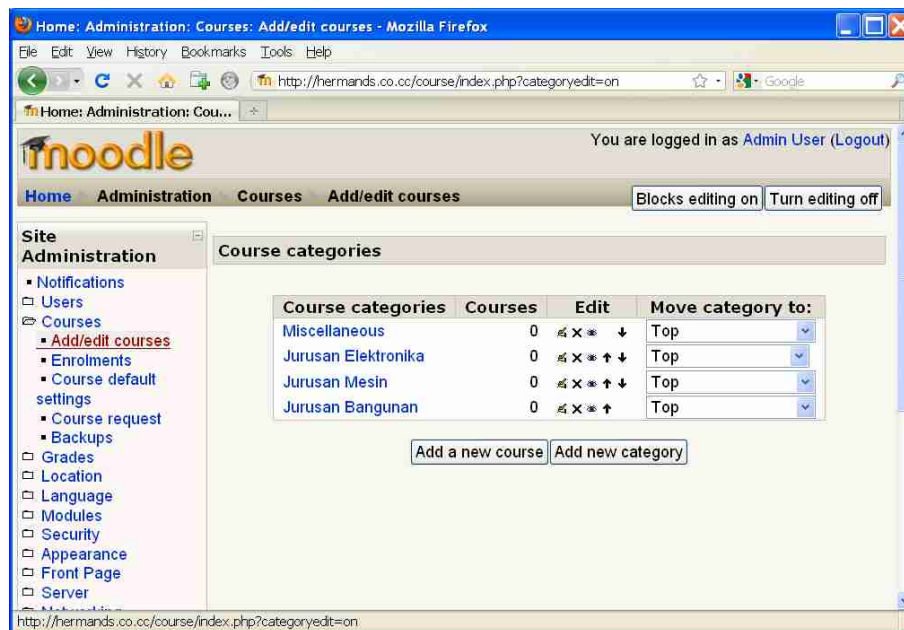 Home: Administration: Courses: Add/edit courses - Mozilla Firefox
File Edit View History Bookmarks Tools Help
http://hermands.co.cc/course/index.php?categoryedit=on
Google
Home: Administration: Cou...
moodle
You are logged in as Admin User (Logout)
Home Administration Courses Add/edit courses
Blocks editing on Turn editing off
Site Administration
Notifications
Users
Courses
Add/edit courses
Enrolments
Course default
settings
Course request
Backups
Grades
Location
Language
Modules
Security
Appearance
Front Page
Server
Course categories
Course categories Courses Edit Move category to:
Miscellaneous 0 Top
Jurusan Elektronika 0 Top
Jurusan Mesin 0 Top
Jurusan Bangunan 0 Top
Add a new course Add new category
http://hermands.co.cc/course/index.php?categoryedit=on